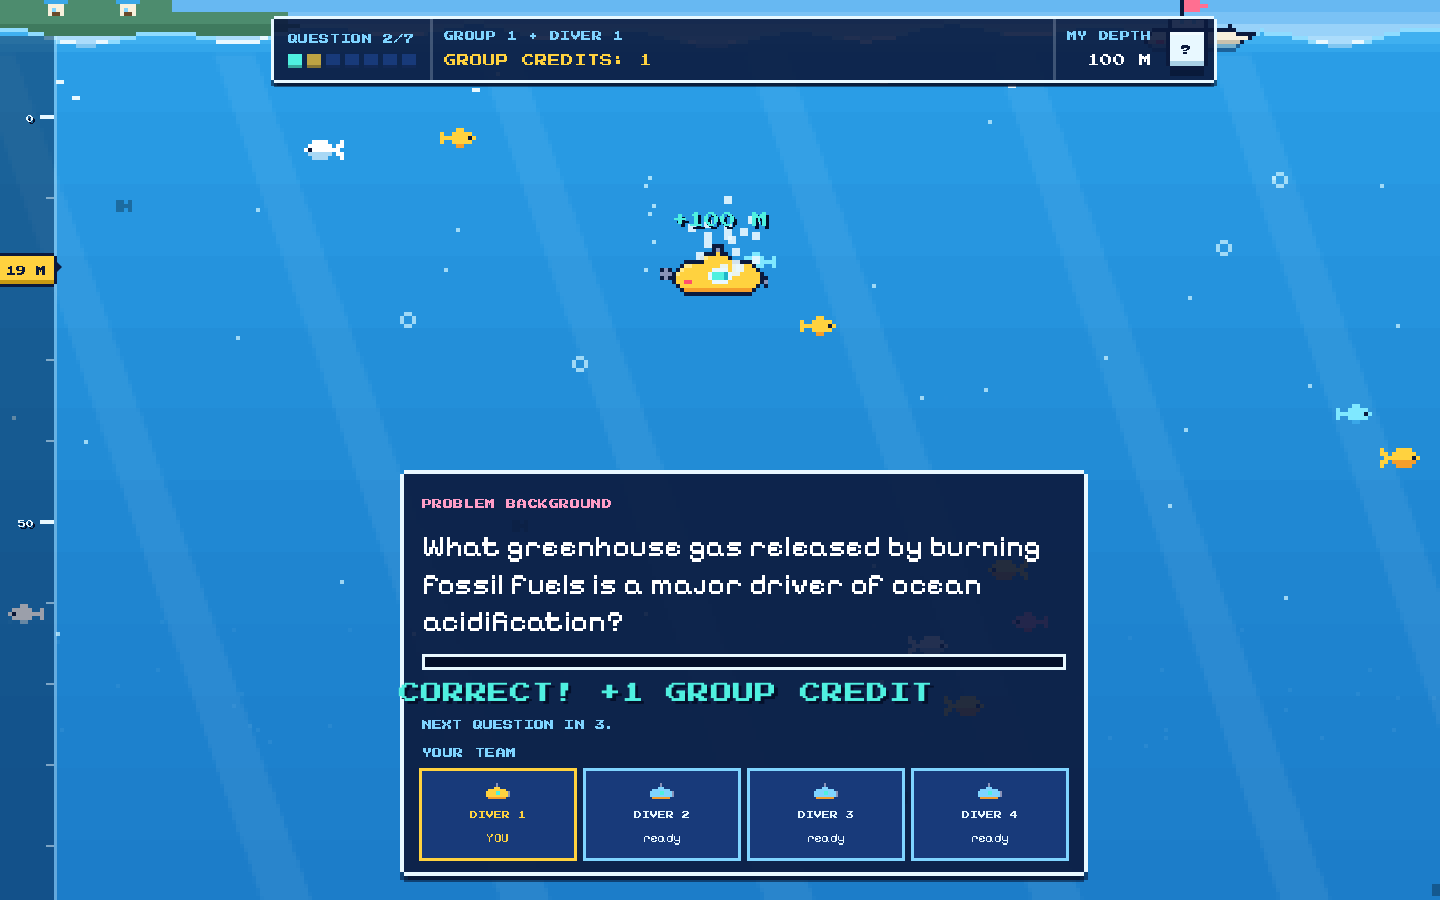 QUESTION 2/7
GROUP 1 + DIVER 1
GROUP CREDITS: 1
MY DEPTH
100 M
?
0
+100 M
19 M
50
PROBLEM BACKGROUND
What greenhouse gas released by burning
fossil fuels is a major driver of ocean
acidification?
CORRECT! +1 GROUP CREDIT
NEXT QUESTION IN 3.
YOUR TEAM
DIVER 1
YOU
DIVER 2
ready
DIVER 3
ready
DIVER 4
ready